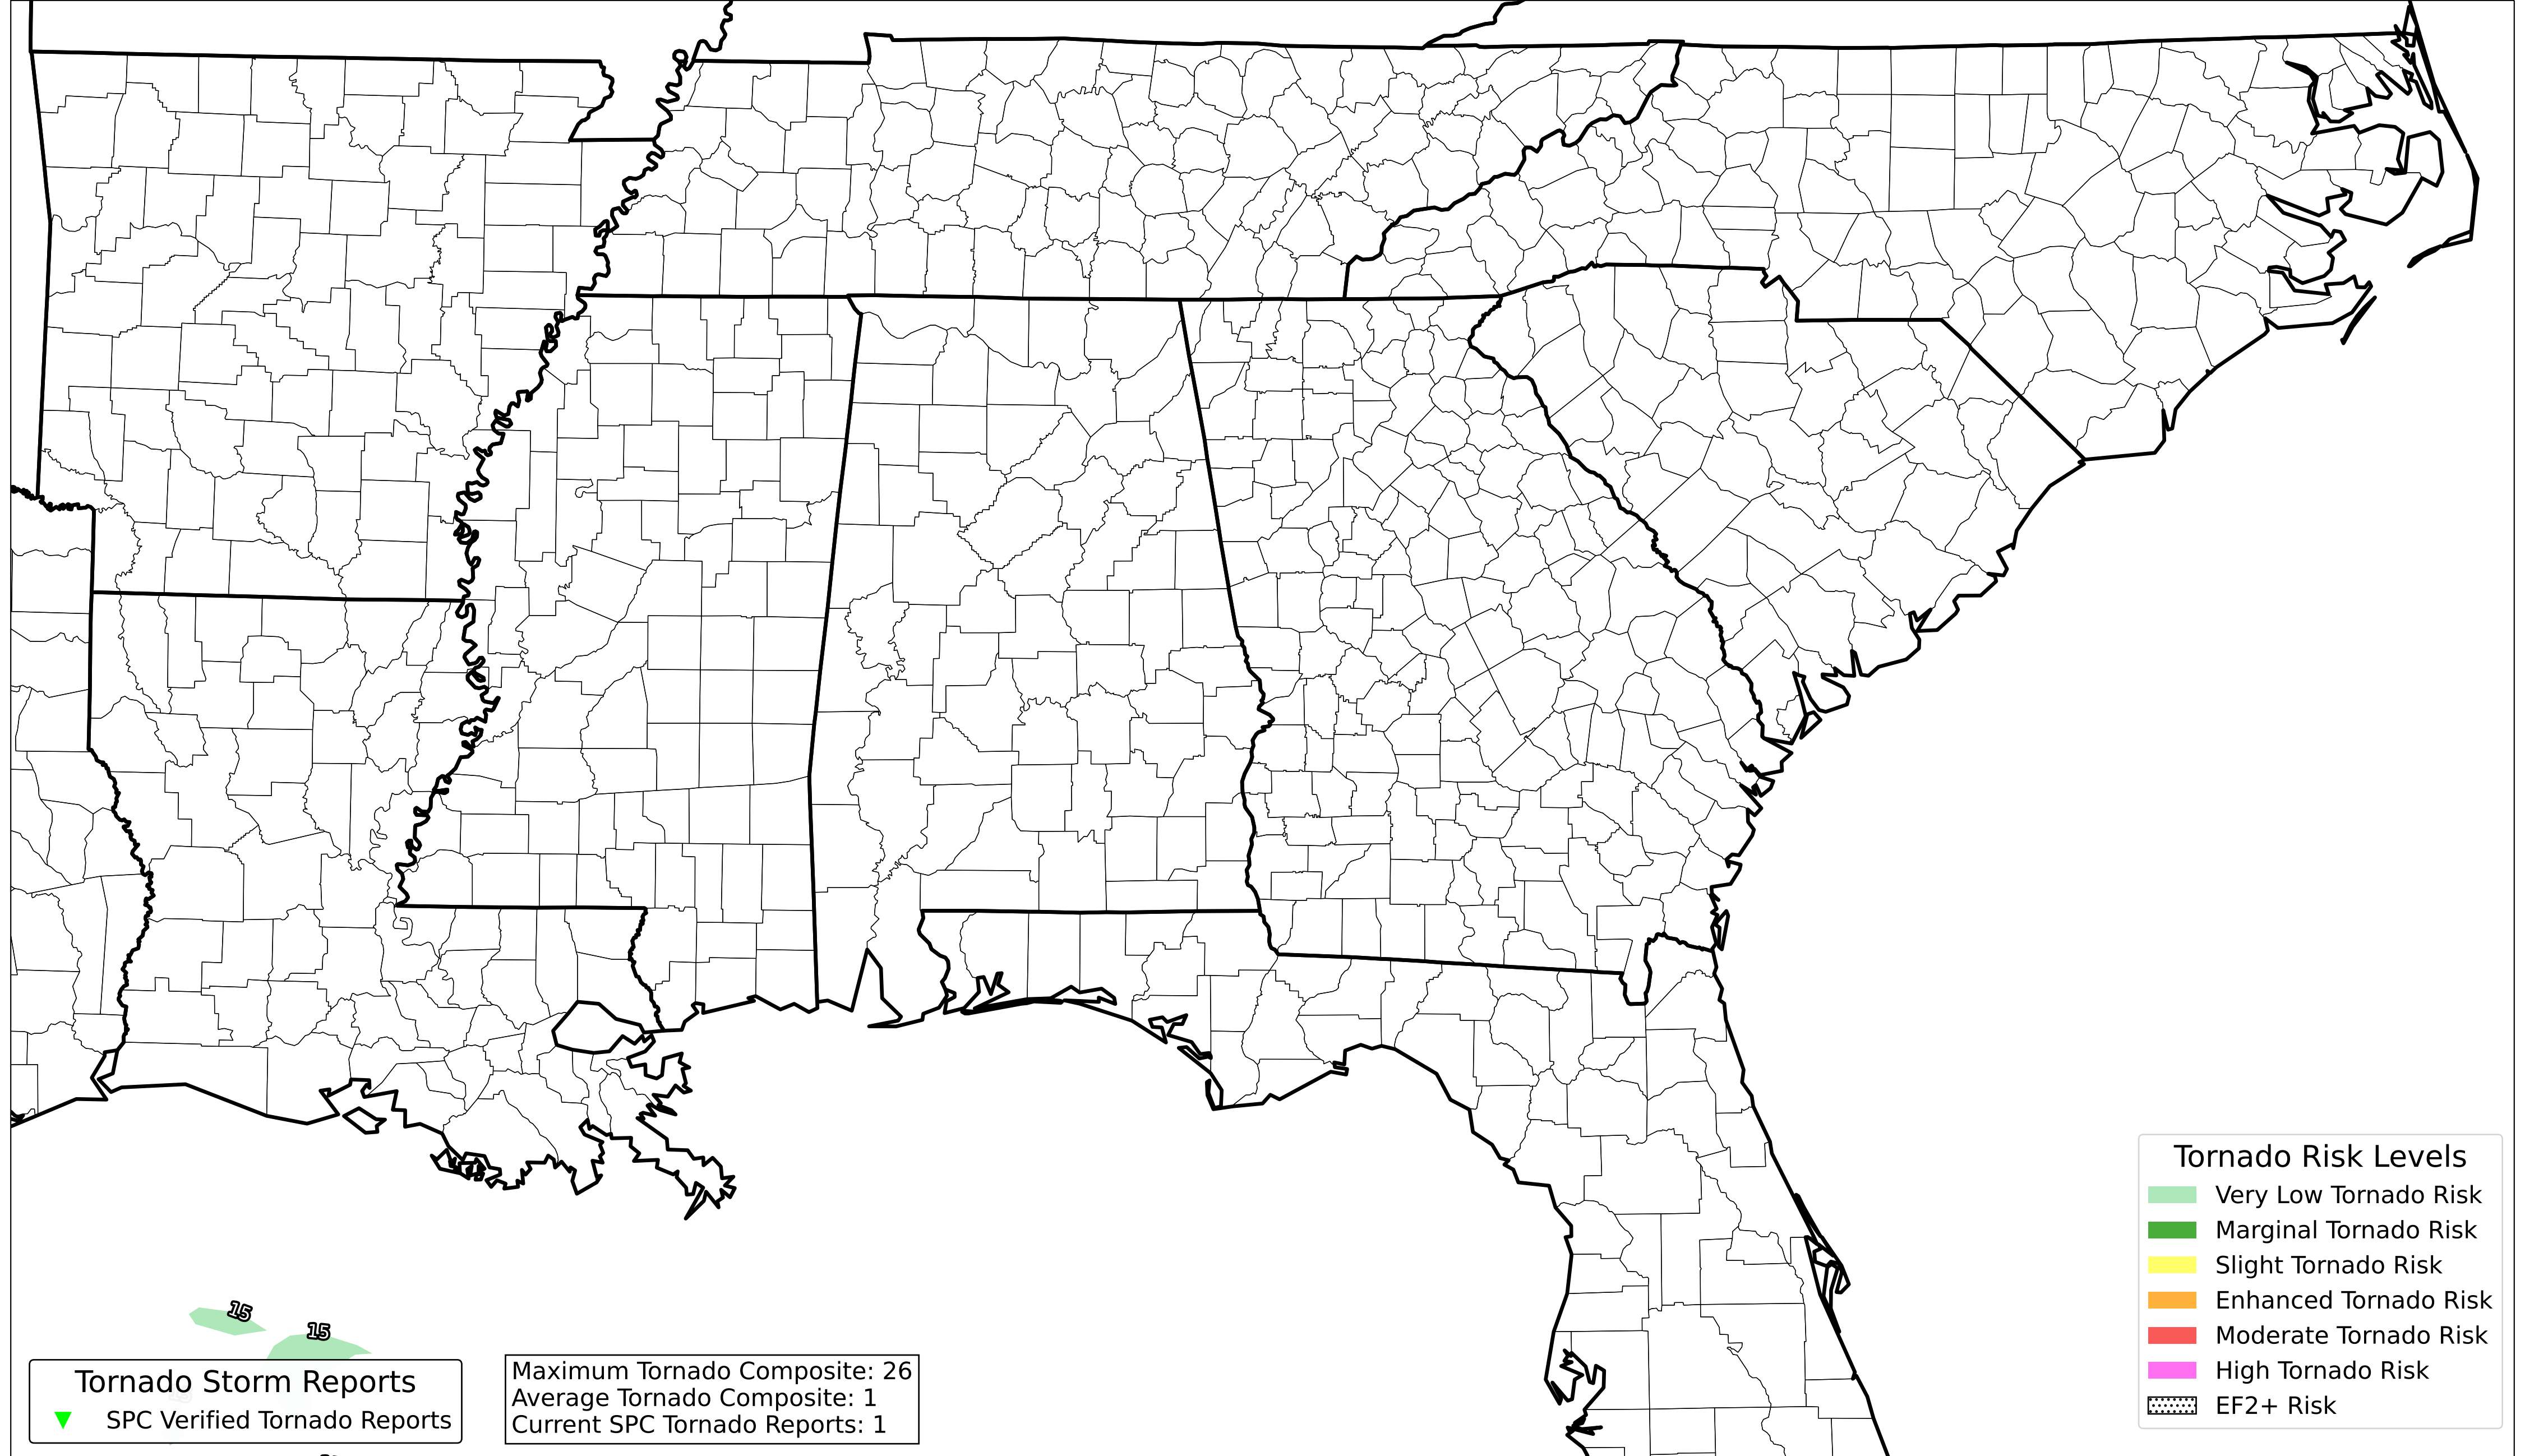 15
15
Tornado Storm Reports
SPC Verified Tornado Reports
Maximum Tornado Composite: 26
Average Tornado Composite: 1
Current SPC Tornado Reports: 1
Tornado Risk Levels
Very Low Tornado Risk
Marginal Tornado Risk
Slight Tornado Risk
Enhanced Tornado Risk
Moderate Tornado Risk
High Tornado Risk
EF2+ Risk